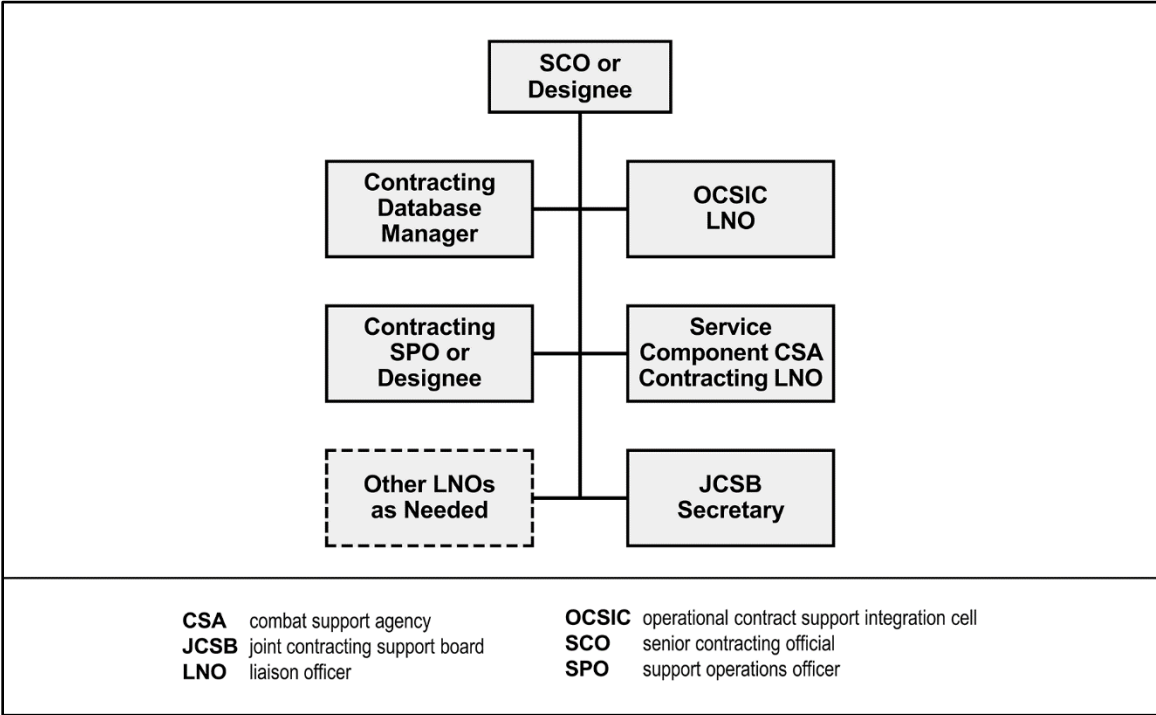 SCO or
Designee
Contracting
Database
Manager
OCSIC
LNO
Contracting
SPO or
Designee
Service
Component CSA
Contracting LNO
Other LNOs
as Needed
JCSB
Secretary
CSA combat support agency
JCSB joint contracting support board
LNO liaison officer
OCSIC operational contract support integration cell
SCO senior contracting official
SPO support operations officer